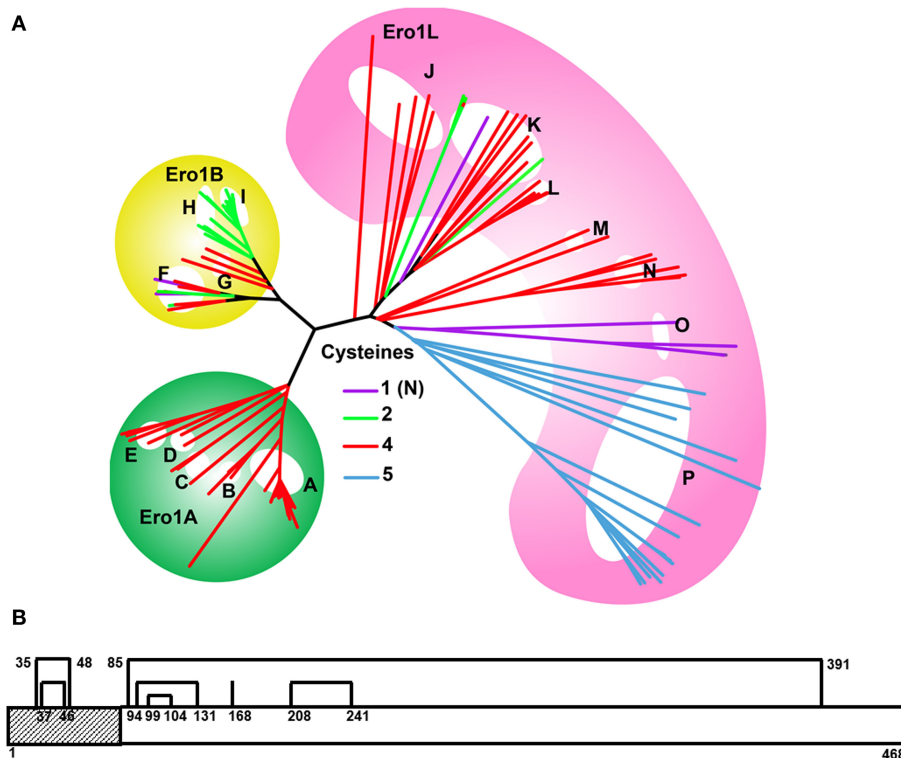 A
Ero1L
J
K
L
M
N
O
P
Ero1B
H
I
F
G
Cysteines
1 (N)
2
4
5
E
D
C
B
A
Ero1A
B
35
48
85
391
37
46
94
99
104
131
168
208
241
1
468